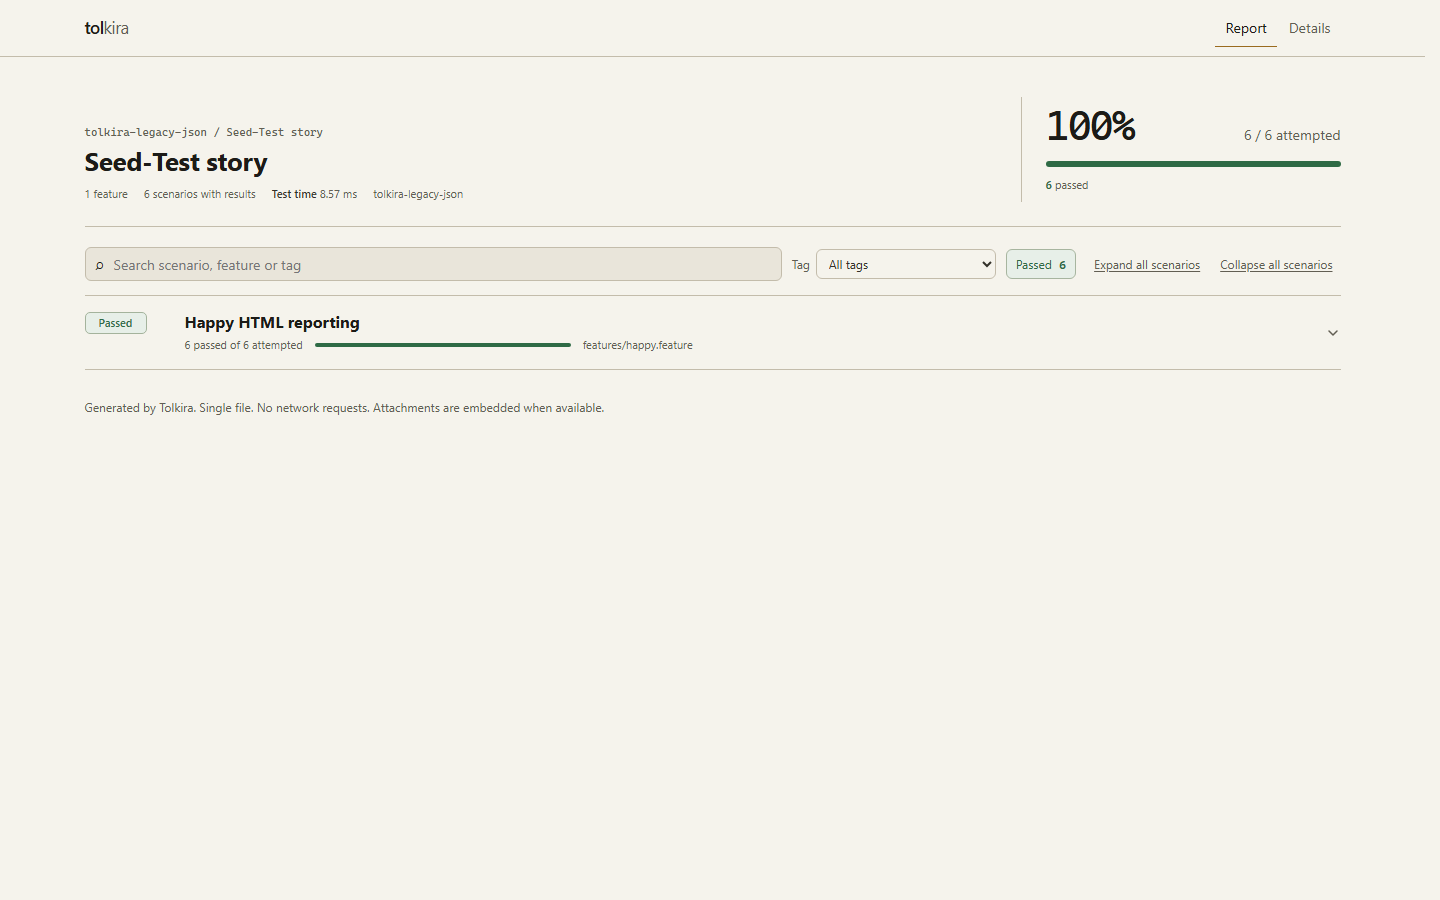 tolkira
Report Details
tolkira-legacy-json / Seed-Test story
Seed-Test story
1 feature 6 scenarios with results Test time 8.57 ms tolkira-legacy-json
100% 6 / 6 attempted
6 passed
Search scenario, feature or tag Tag All tags Passed 6 Expand all scenarios Collapse all scenarios
Passed Happy HTML reporting
6 passed of 6 attempted features/happy.feature
Generated by Tolkira. Single file. No network requests. Attachments are embedded when available.